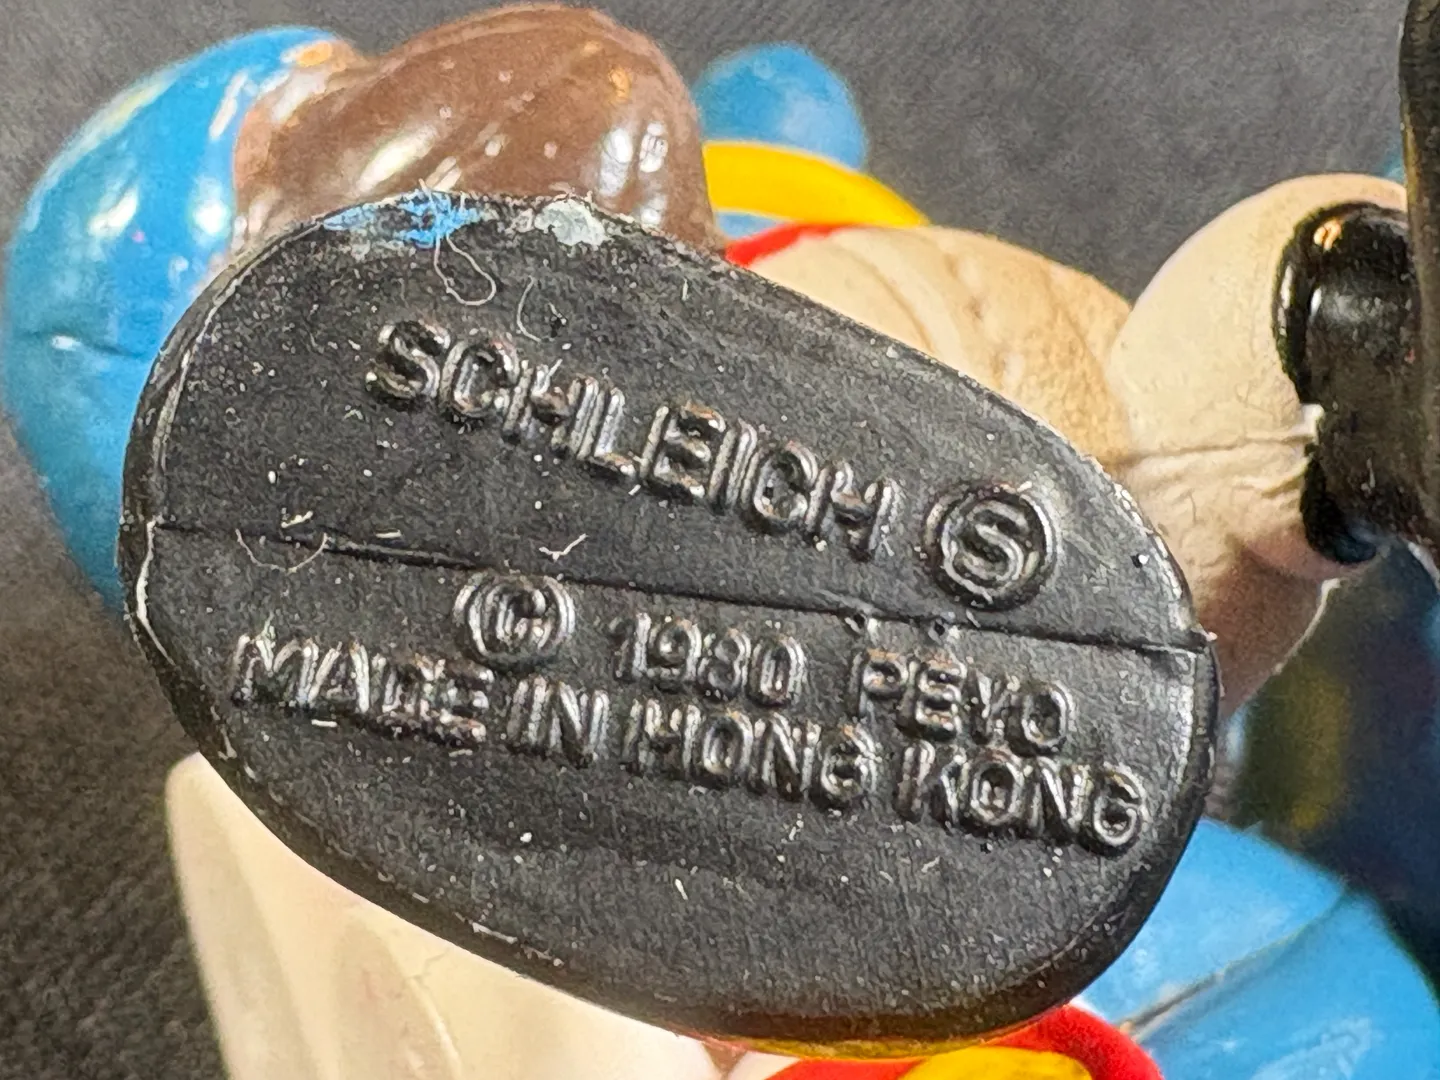 SCHLEICH Ⓢ
© 1980 PEYO
MADE IN HONG KONG